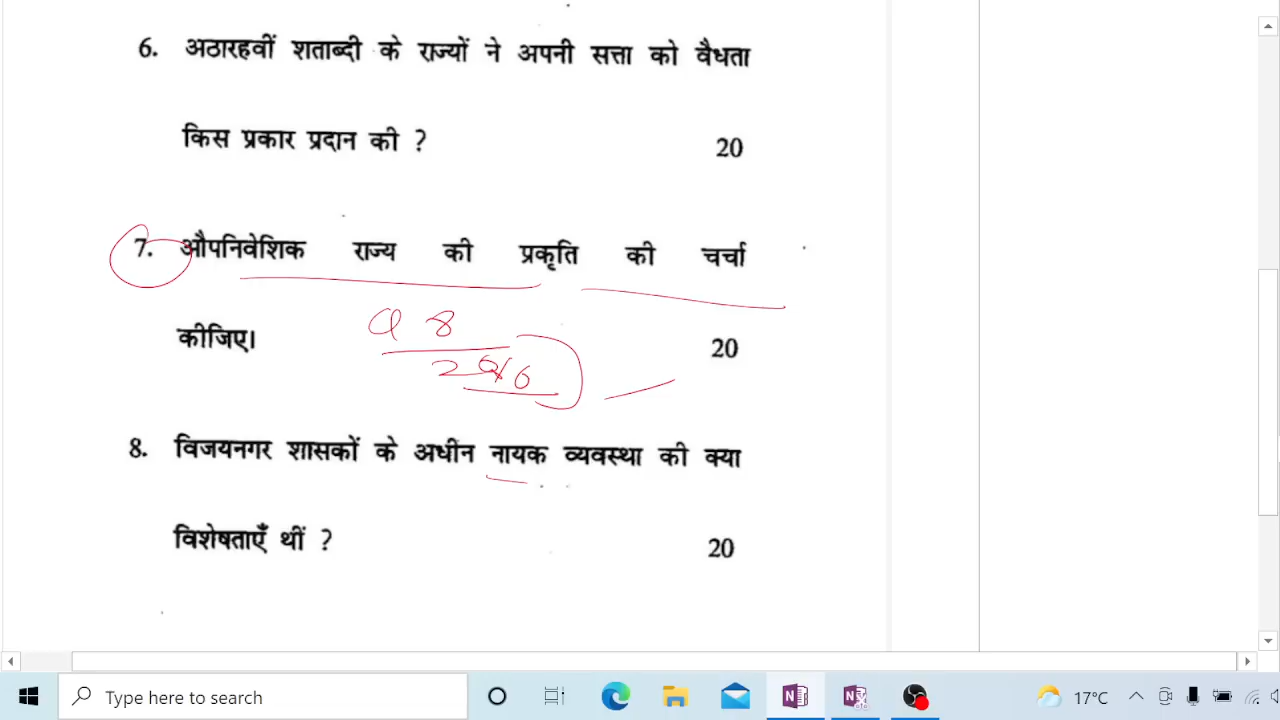 6. अठारहवीं शताब्दी के राज्यों ने अपनी सत्ता को वैधता
किस प्रकार प्रदान की ? 20
7. औपनिवेशिक राज्य की प्रकृति की चर्चा
कीजिए। 20
8. विजयनगर शासकों के अधीन नायक व्यवस्था की क्या
विशेषताएँ थीं ? 20
Type here to search
17°